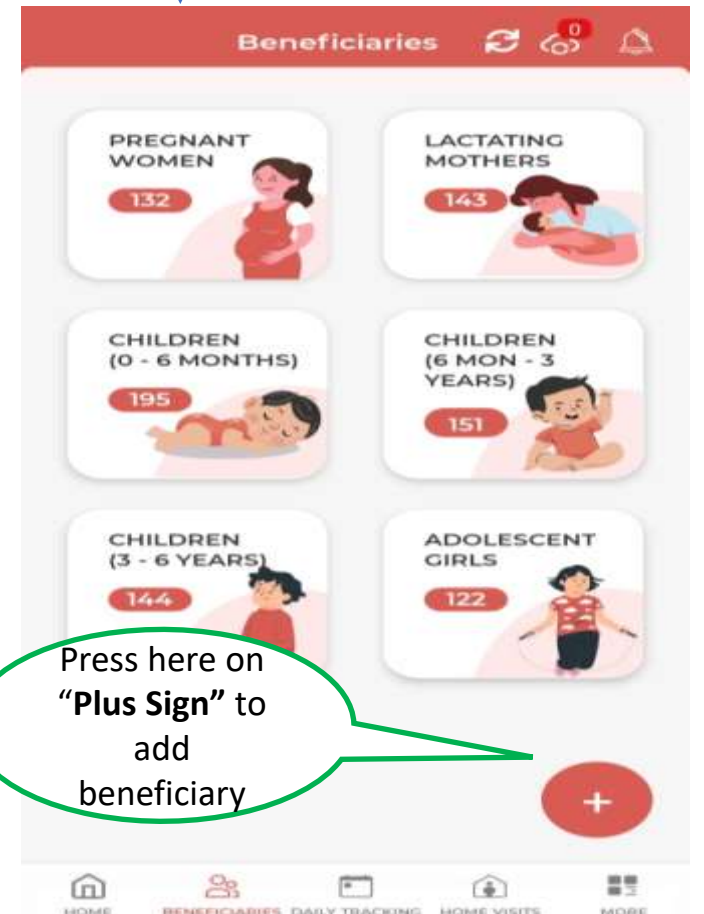 Beneficiaries
0
PREGNANT
WOMEN
132
LACTATING
MOTHERS
143
CHILDREN
(0 - 6 MONTHS)
195
CHILDREN
(6 MON - 3
YEARS)
151
CHILDREN
(3 - 6 YEARS)
144
ADOLESCENT
GIRLS
122
Press here on
“Plus Sign” to
add
beneficiary
+
HOME
BENEFICIARIES
DAILY TRACKING
HOME VISITS
MORE